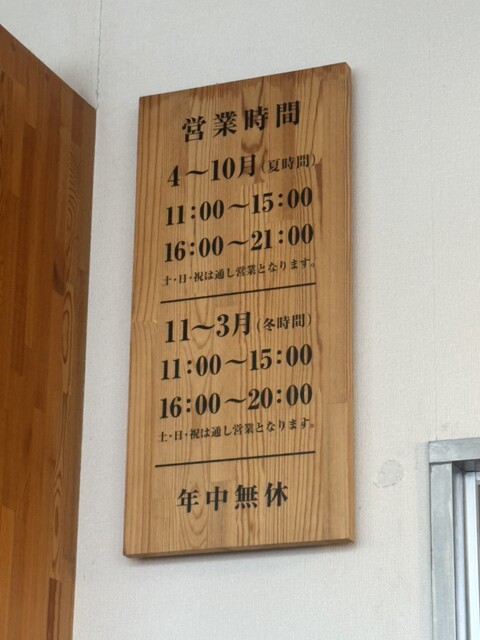 営業時間
4〜10月(夏時間)
11:00〜15:00
16:00〜21:00
土・日・祝は通し営業となります。
11〜3月(冬時間)
11:00〜15:00
16:00〜20:00
土・日・祝は通し営業となります。
年中無休